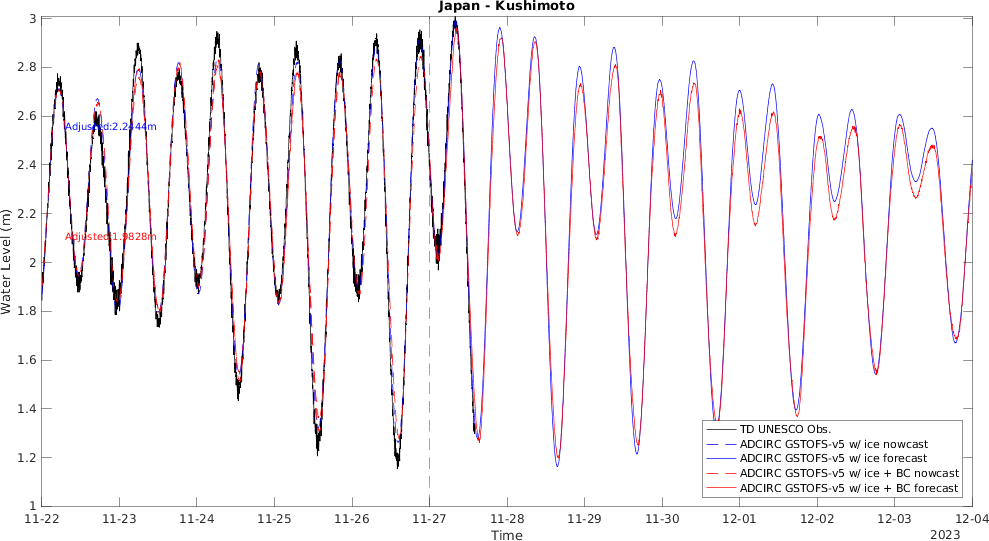 Japan - Kushimoto
Water Level (m)
3
2.8
2.6
2.4
2.2
2
1.8
1.6
1.4
1.2
1
Adjusted:2.2444m
Adjusted:1.9828m
TD UNESCO Obs.
ADCIRC GSTOFS-v5 w/ ice nowcast
ADCIRC GSTOFS-v5 w/ ice forecast
ADCIRC GSTOFS-v5 w/ ice + BC nowcast
ADCIRC GSTOFS-v5 w/ ice + BC forecast
11-22 11-23 11-24 11-25 11-26 11-27 11-28 11-29 11-30 12-01 12-02 12-03 12-04
Time
2023